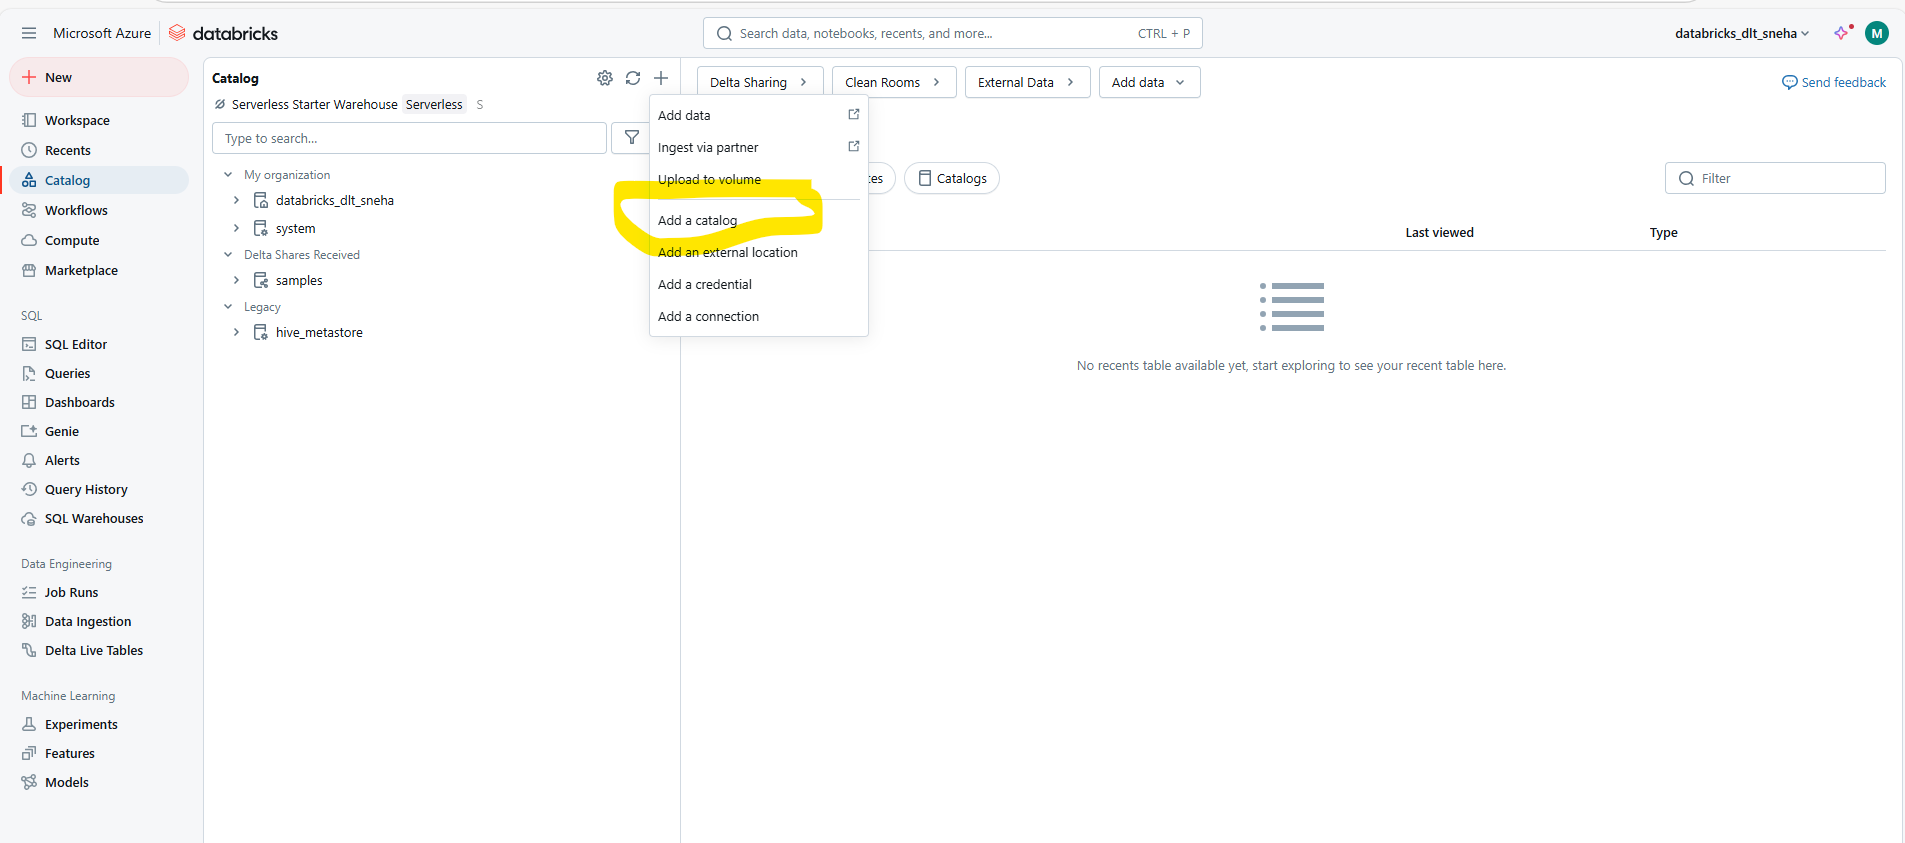 Microsoft Azure databricks
Search data, notebooks, recents, and more... CTRL + P
databricks_dlt_sneha M
New
Workspace
Recents
Catalog
Workflows
Compute
Marketplace
SQL
SQL Editor
Queries
Dashboards
Genie
Alerts
Query History
SQL Warehouses
Data Engineering
Job Runs
Data Ingestion
Delta Live Tables
Machine Learning
Experiments
Features
Models
Catalog
Serverless Starter Warehouse Serverless S
Type to search...
My organization
databricks_dlt_sneha
system
Delta Shares Received
samples
Legacy
hive_metastore
Add data
Ingest via partner
Upload to volume
Add a catalog
Add an external location
Add a credential
Add a connection
Delta Sharing Clean Rooms External Data Add data Send feedback
Catalogs Filter
Last viewed Type
No recents table available yet, start exploring to see your recent table here.